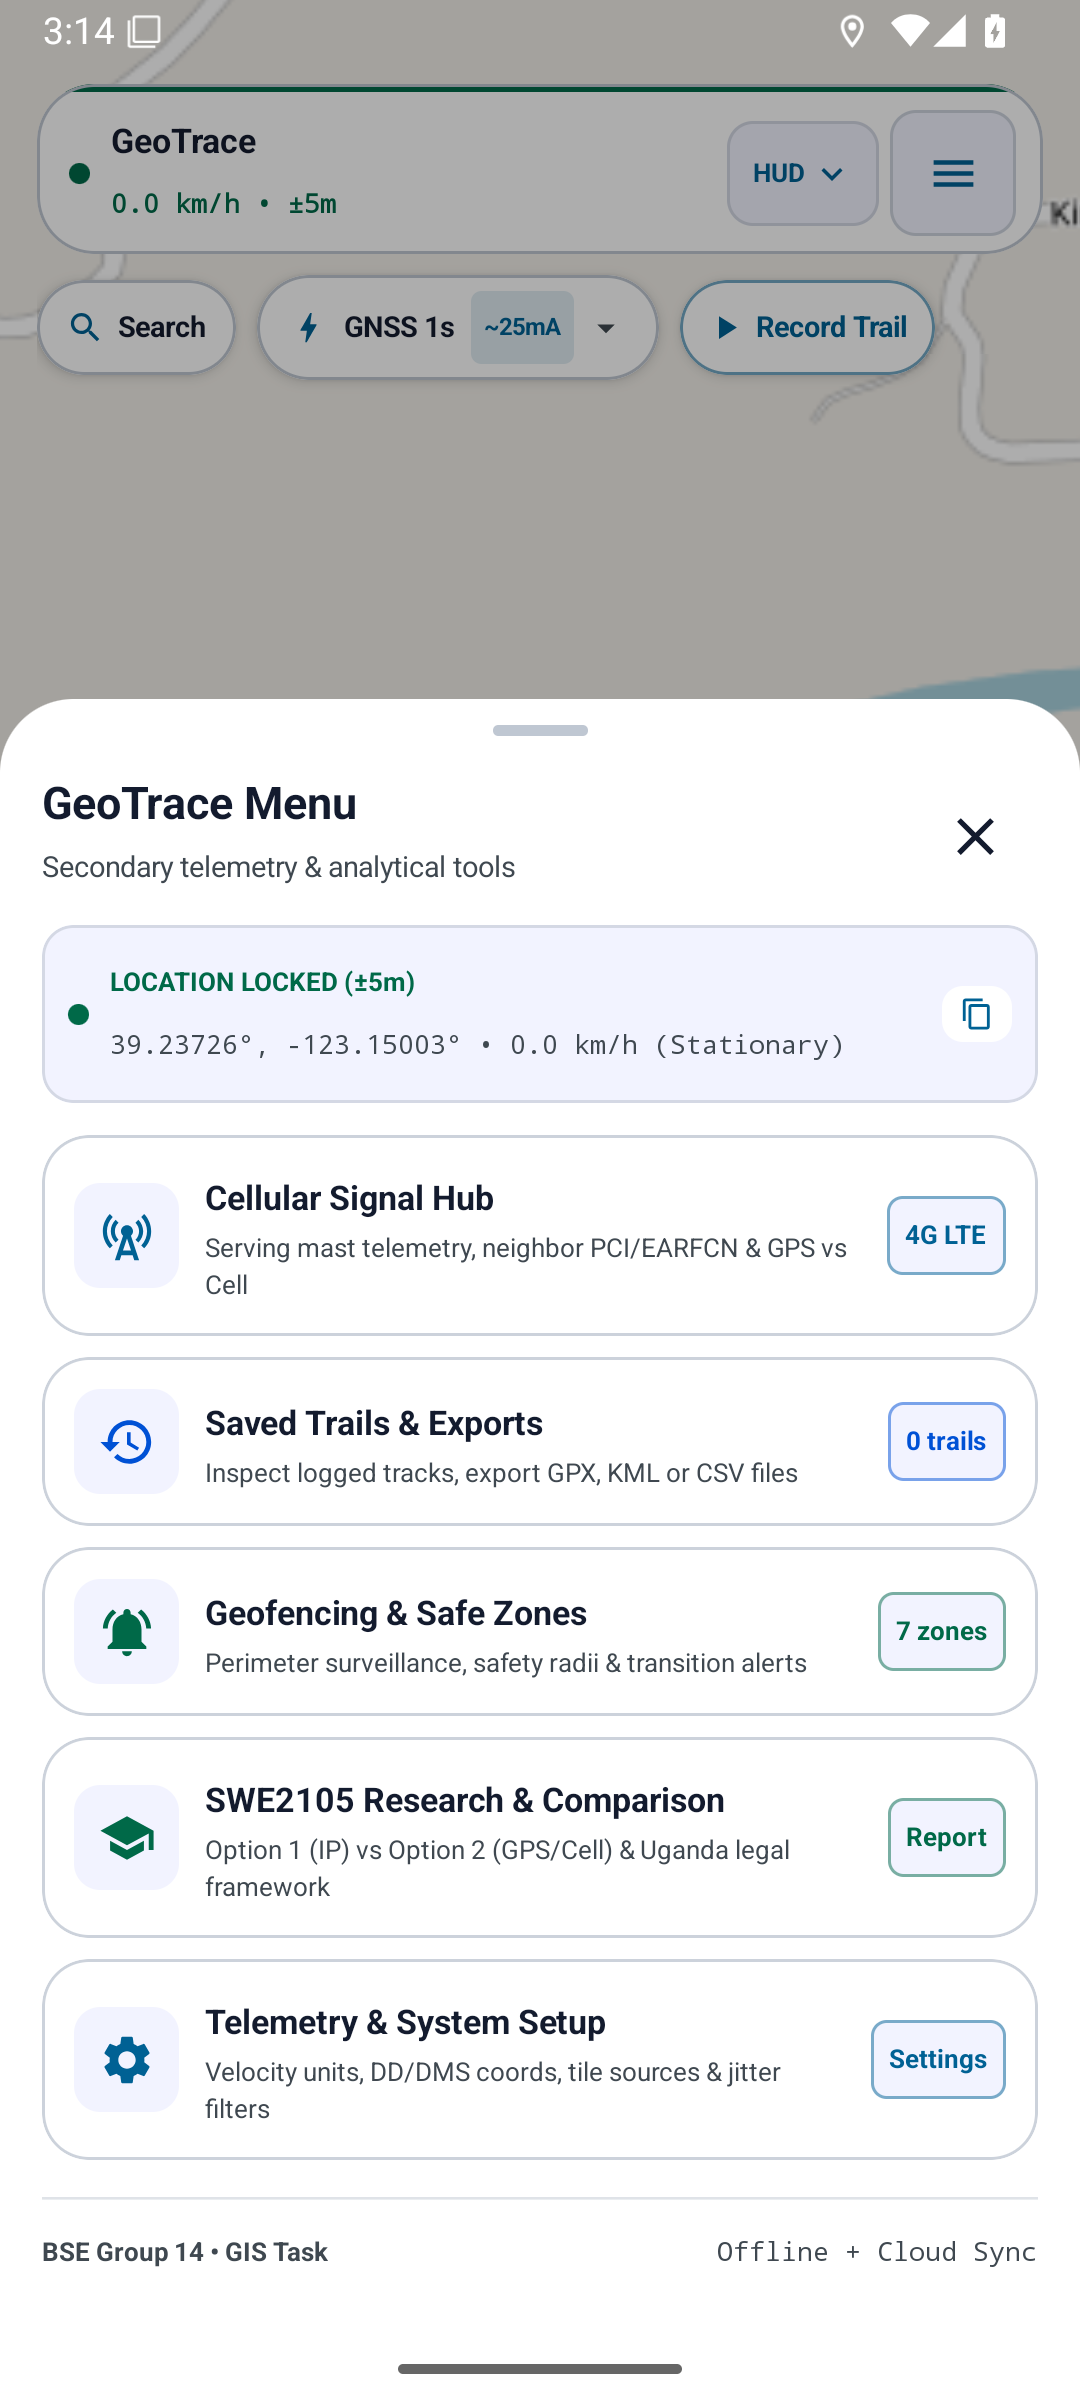 3:14
GeoTrace
0.0 km/h • ±5m
HUD
Ki
Search
GNSS 1s
~25mA
Record Trail
GeoTrace Menu
Secondary telemetry & analytical tools
LOCATION LOCKED (±5m)
39.23726°, -123.15003° • 0.0 km/h (Stationary)
Cellular Signal Hub
Serving mast telemetry, neighbor PCI/EARFCN & GPS vs
Cell
4G LTE
Saved Trails & Exports
Inspect logged tracks, export GPX, KML or CSV files
0 trails
Geofencing & Safe Zones
Perimeter surveillance, safety radii & transition alerts
7 zones
SWE2105 Research & Comparison
Option 1 (IP) vs Option 2 (GPS/Cell) & Uganda legal
framework
Report
Telemetry & System Setup
Velocity units, DD/DMS coords, tile sources & jitter
filters
Settings
BSE Group 14 • GIS Task
Offline + Cloud Sync